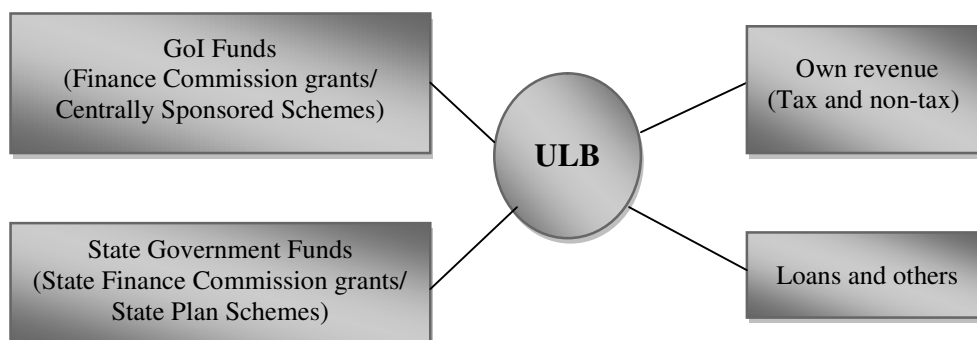 GoI Funds
(Finance Commission grants/
Centrally Sponsored Schemes)
Own revenue
(Tax and non-tax)
ULB
State Government Funds
(State Finance Commission grants/
State Plan Schemes)
Loans and others